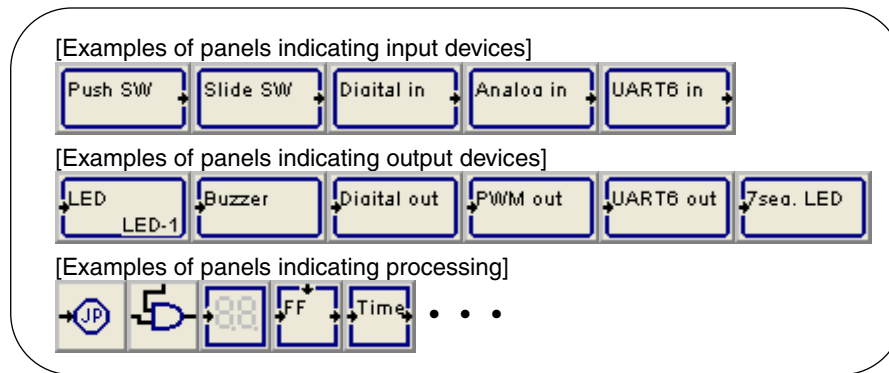 [Examples of panels indicating input devices]
Push SW Slide SW Digital in Analog in UART6 in
[Examples of panels indicating output devices]
LED Buzzer Digital out PWM out UART6 out 7seg. LED
LED-1
[Examples of panels indicating processing]
JP 88 FF Time • • •